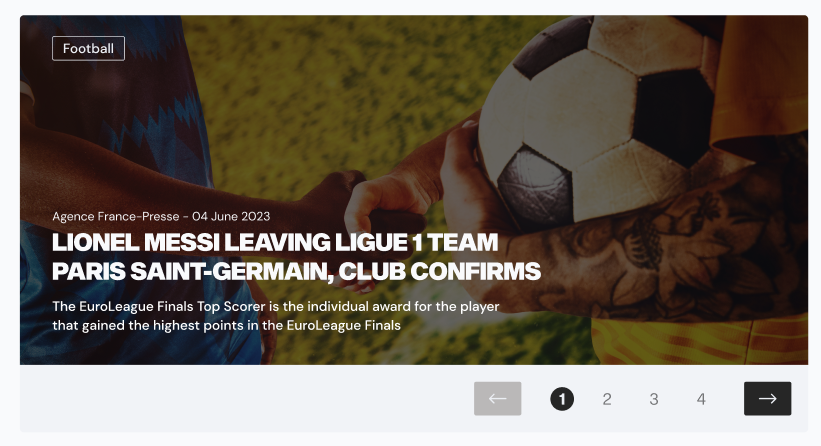 Football
Agence France-Presse - 04 June 2023
LIONEL MESSI LEAVING LIGUE 1 TEAM
PARIS SAINT-GERMAIN, CLUB CONFIRMS
The EuroLeague Finals Top Scorer is the individual award for the player
that gained the highest points in the EuroLeague Finals
← 1 2 3 4 →